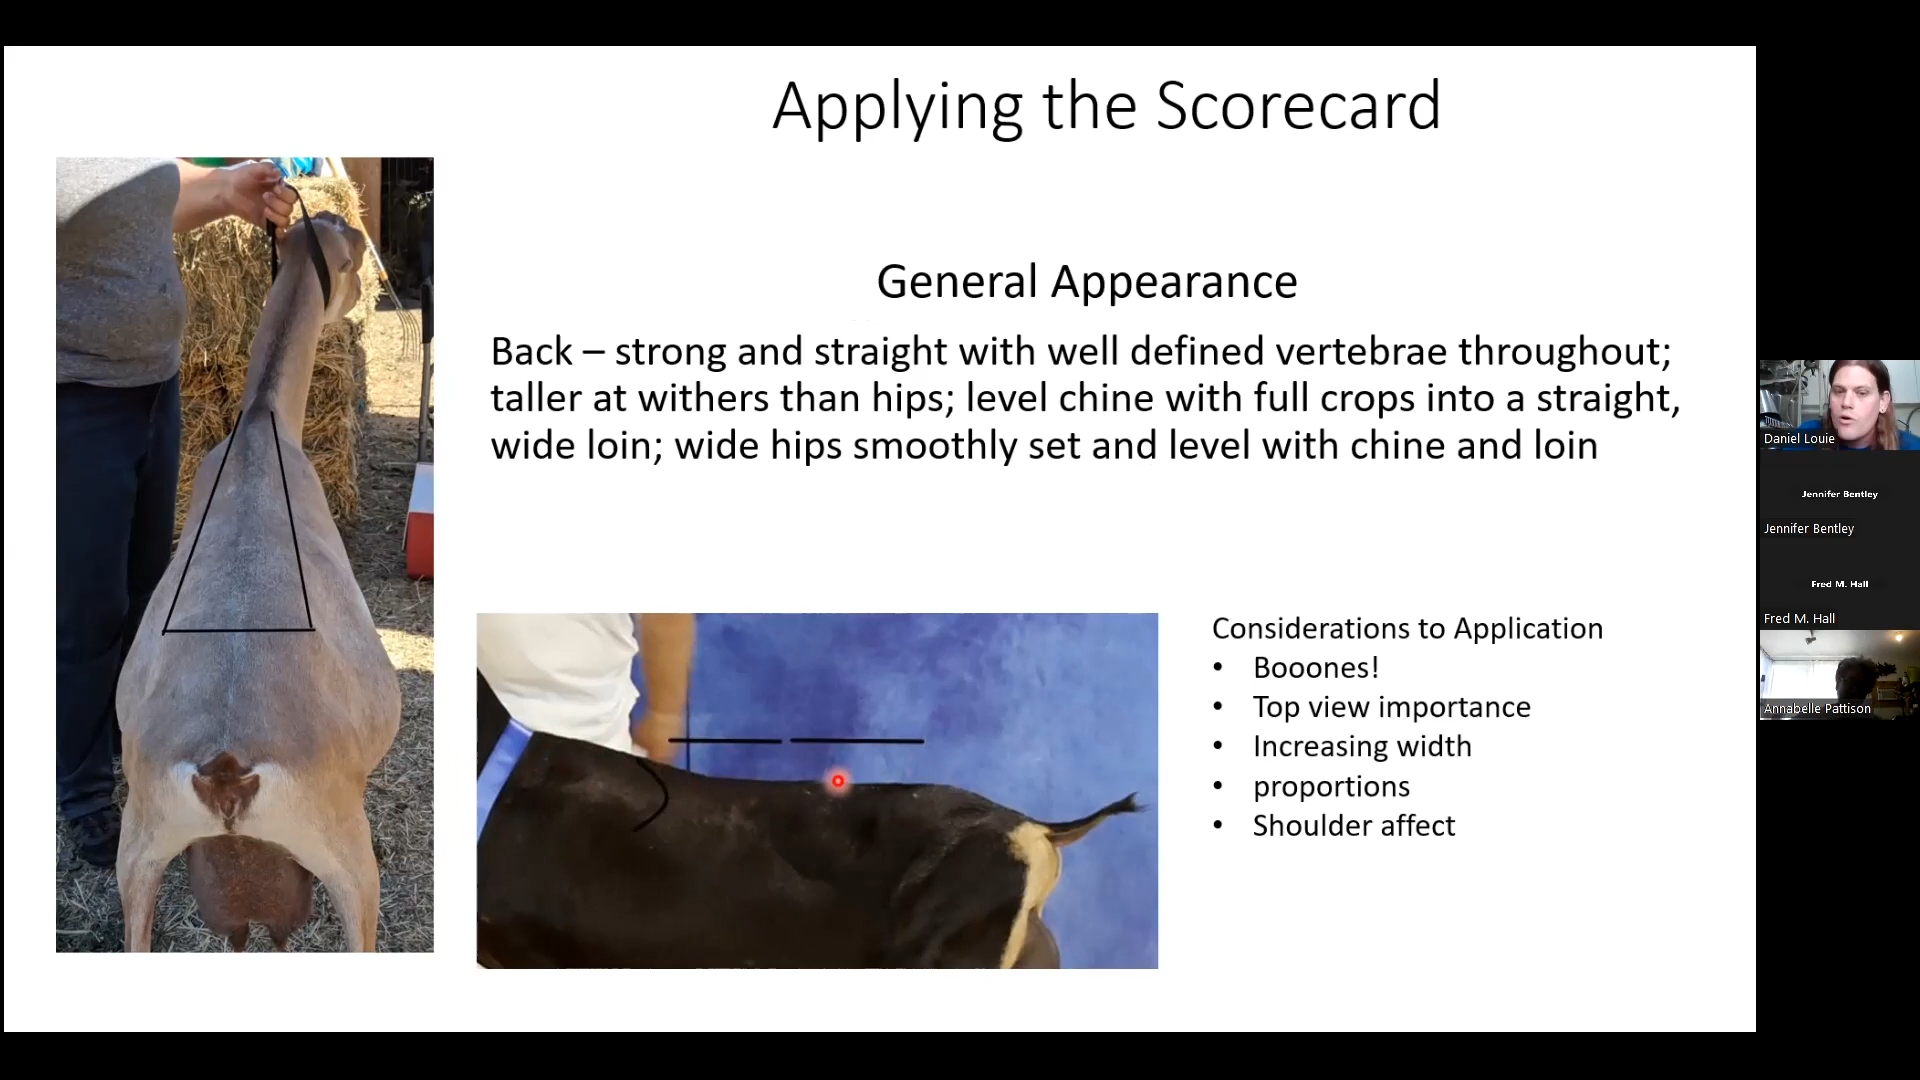 Applying the Scorecard
General Appearance
Back – strong and straight with well defined vertebrae throughout;
taller at withers than hips; level chine with full crops into a straight,
wide loin; wide hips smoothly set and level with chine and loin
Considerations to Application
• Booones!
• Top view importance
• Increasing width
• proportions
• Shoulder affect
Daniel Louie
Jennifer Bentley
Jennifer Bentley
Fred M. Hall
Fred M. Hall
Annabelle Pattison